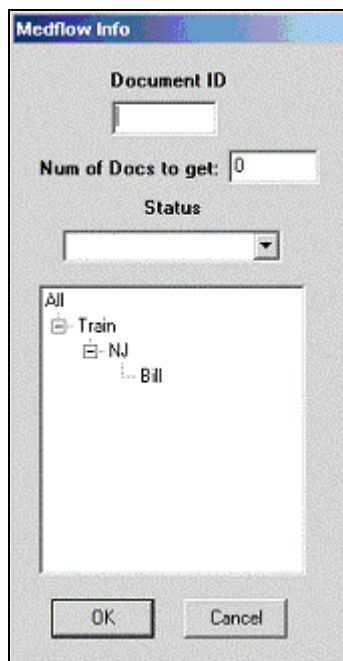 Medflow Info
Document ID
Num of Docs to get: 0
Status
All
Train
NJ
Bill
OK Cancel